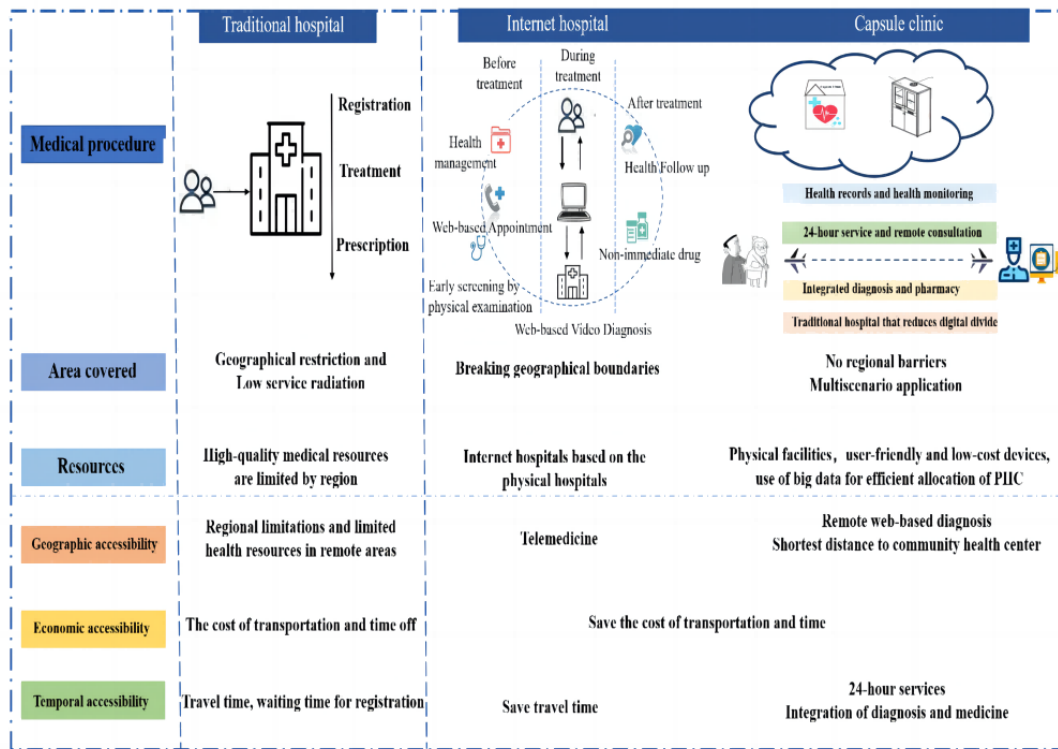 Traditional hospital
Internet hospital
Capsule clinic
Medical procedure
Registration
Treatment
Prescription
Before
treatment
During
treatment
After treatment
Health
management
Health Follow up
Web-based Appointment
Non-immediate drug
Early screening by
physical examination
Web-based Video Diagnosis
Health records and health monitoring
24-hour service and remote consultation
Integrated diagnosis and pharmacy
Traditional hospital that reduces digital divide
Area covered
Geographical restriction and
Low service radiation
Breaking geographical boundaries
No regional barriers
Multiscenario application
Resources
High-quality medical resources
are limited by region
Internet hospitals based on the
physical hospitals
Physical facilities, user-friendly and low-cost devices,
use of big data for efficient allocation of PHC
Geographic accessibility
Regional limitations and limited
health resources in remote areas
Telemedicine
Remote web-based diagnosis
Shortest distance to community health center
Economic accessibility
The cost of transportation and time off
Save the cost of transportation and time
Temporal accessibility
Travel time, waiting time for registration
Save travel time
24-hour services
Integration of diagnosis and medicine